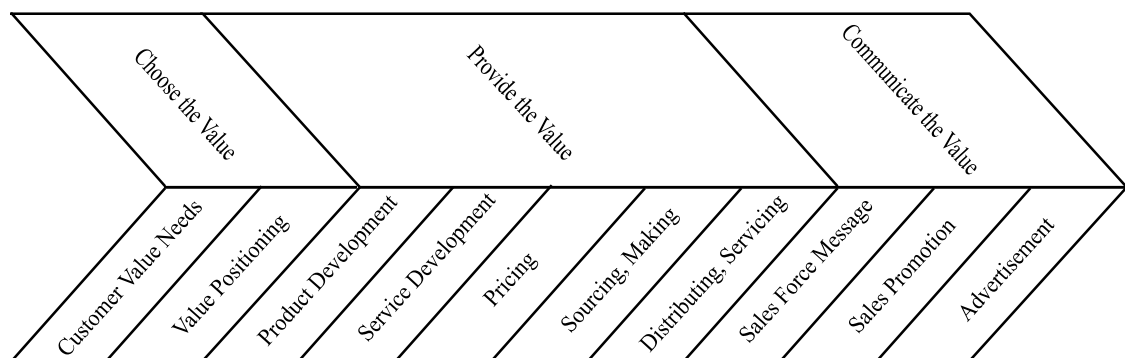 Choose the Value
Provide the Value
Communicate the Value
Customer Value Needs
Value Positioning
Product Development
Service Development
Pricing
Sourcing, Making
Distributing, Servicing
Sales Force Message
Sales Promotion
Advertisement